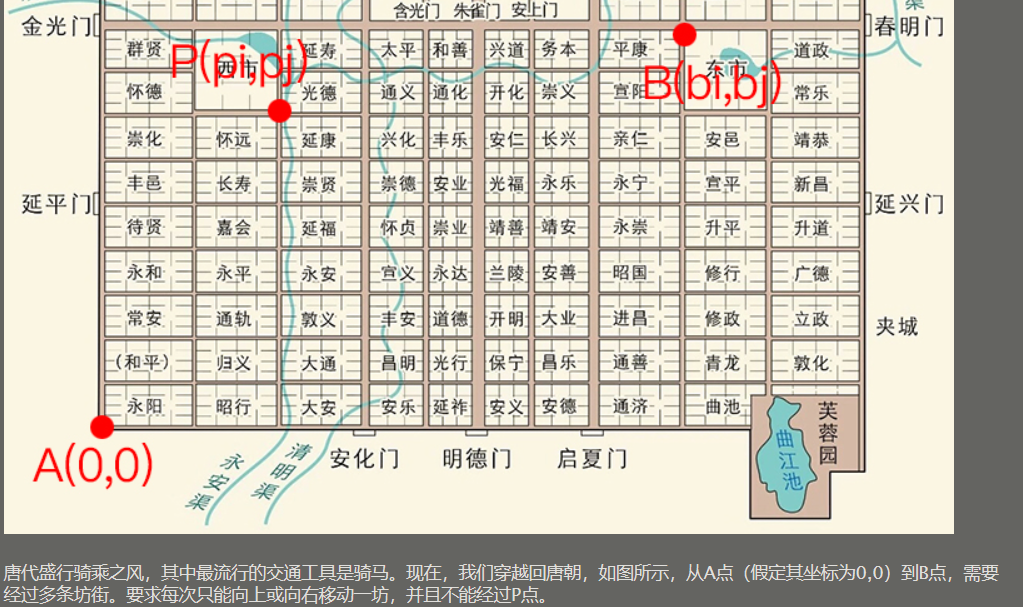 含光门 朱雀门 安上门
金光门 春明门 渠
群贤 延寿 太平 和善 兴道 务本 平康 道政
西市 东市
P(pi,pj) B(bi,bj)
怀德 光德 通义 通化 开化 崇义 宣阳 常乐
崇化 怀远 延康 兴化 丰乐 安仁 长兴 亲仁 安邑 靖恭
延平门 丰邑 长寿 崇贤 崇德 安业 光福 永乐 永宁 宣平 新昌 延兴门
待贤 嘉会 延福 怀贞 崇业 靖善 靖安 永崇 升平 升道
永和 永平 永安 宣义 永达 兰陵 安善 昭国 修行 广德
常安 通轨 敦义 丰安 道德 开明 大业 进昌 修政 立政 夹城
(和平) 归义 大通 昌明 光行 保宁 昌乐 通善 青龙 敦化
永阳 昭行 大安 安乐 延祚 安义 安德 通济 曲池 芙蓉园
A(0,0)
永安渠 清明渠 安化门 明德门 启夏门 曲江池
唐代盛行骑乘之风，其中最流行的交通工具是骑马。现在，我们穿越回唐朝，如图所示，从A点（假定其坐标为0,0）到B点，需要
经过多条坊街。要求每次只能向上或向右移动一坊，并且不能经过P点。